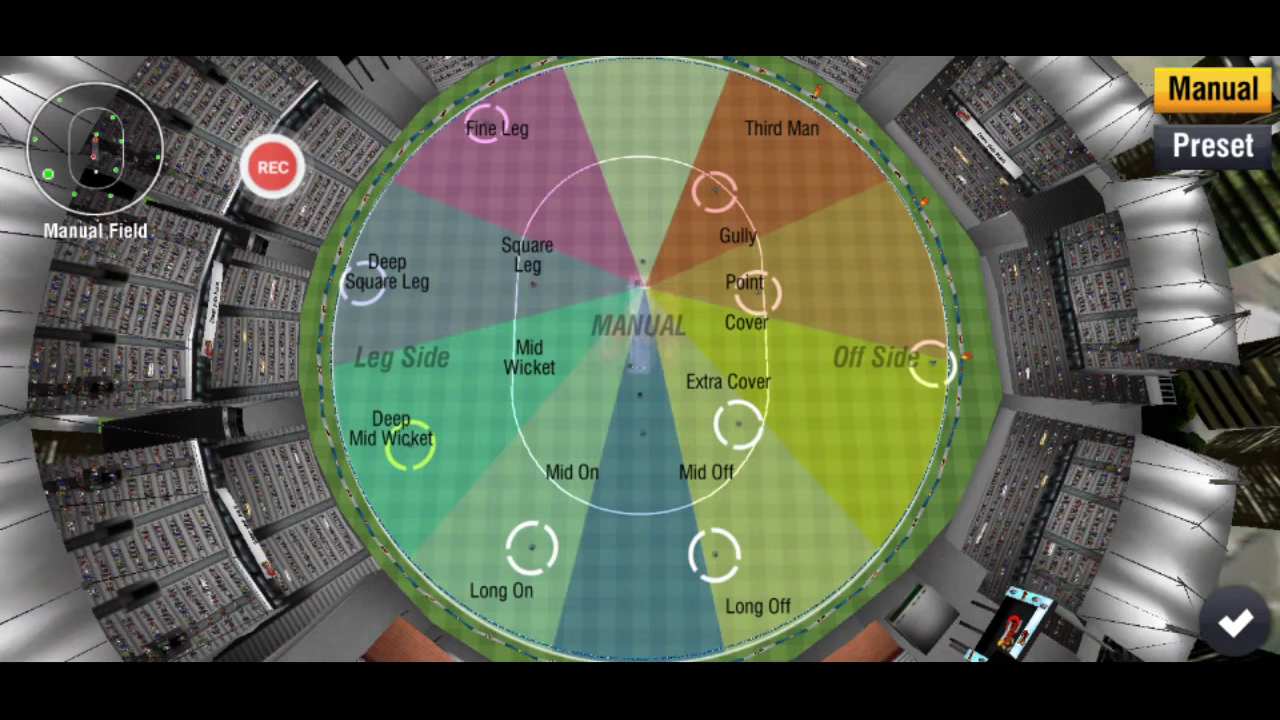 Manual
Preset
REC
Manual Field
Fine Leg
Third Man
Square
Leg
Gully
Deep
Square Leg
Point
Cover
MANUAL
Leg Side
Off Side
Mid
Wicket
Extra Cover
Deep
Mid Wicket
Mid On
Mid Off
Long On
Long Off